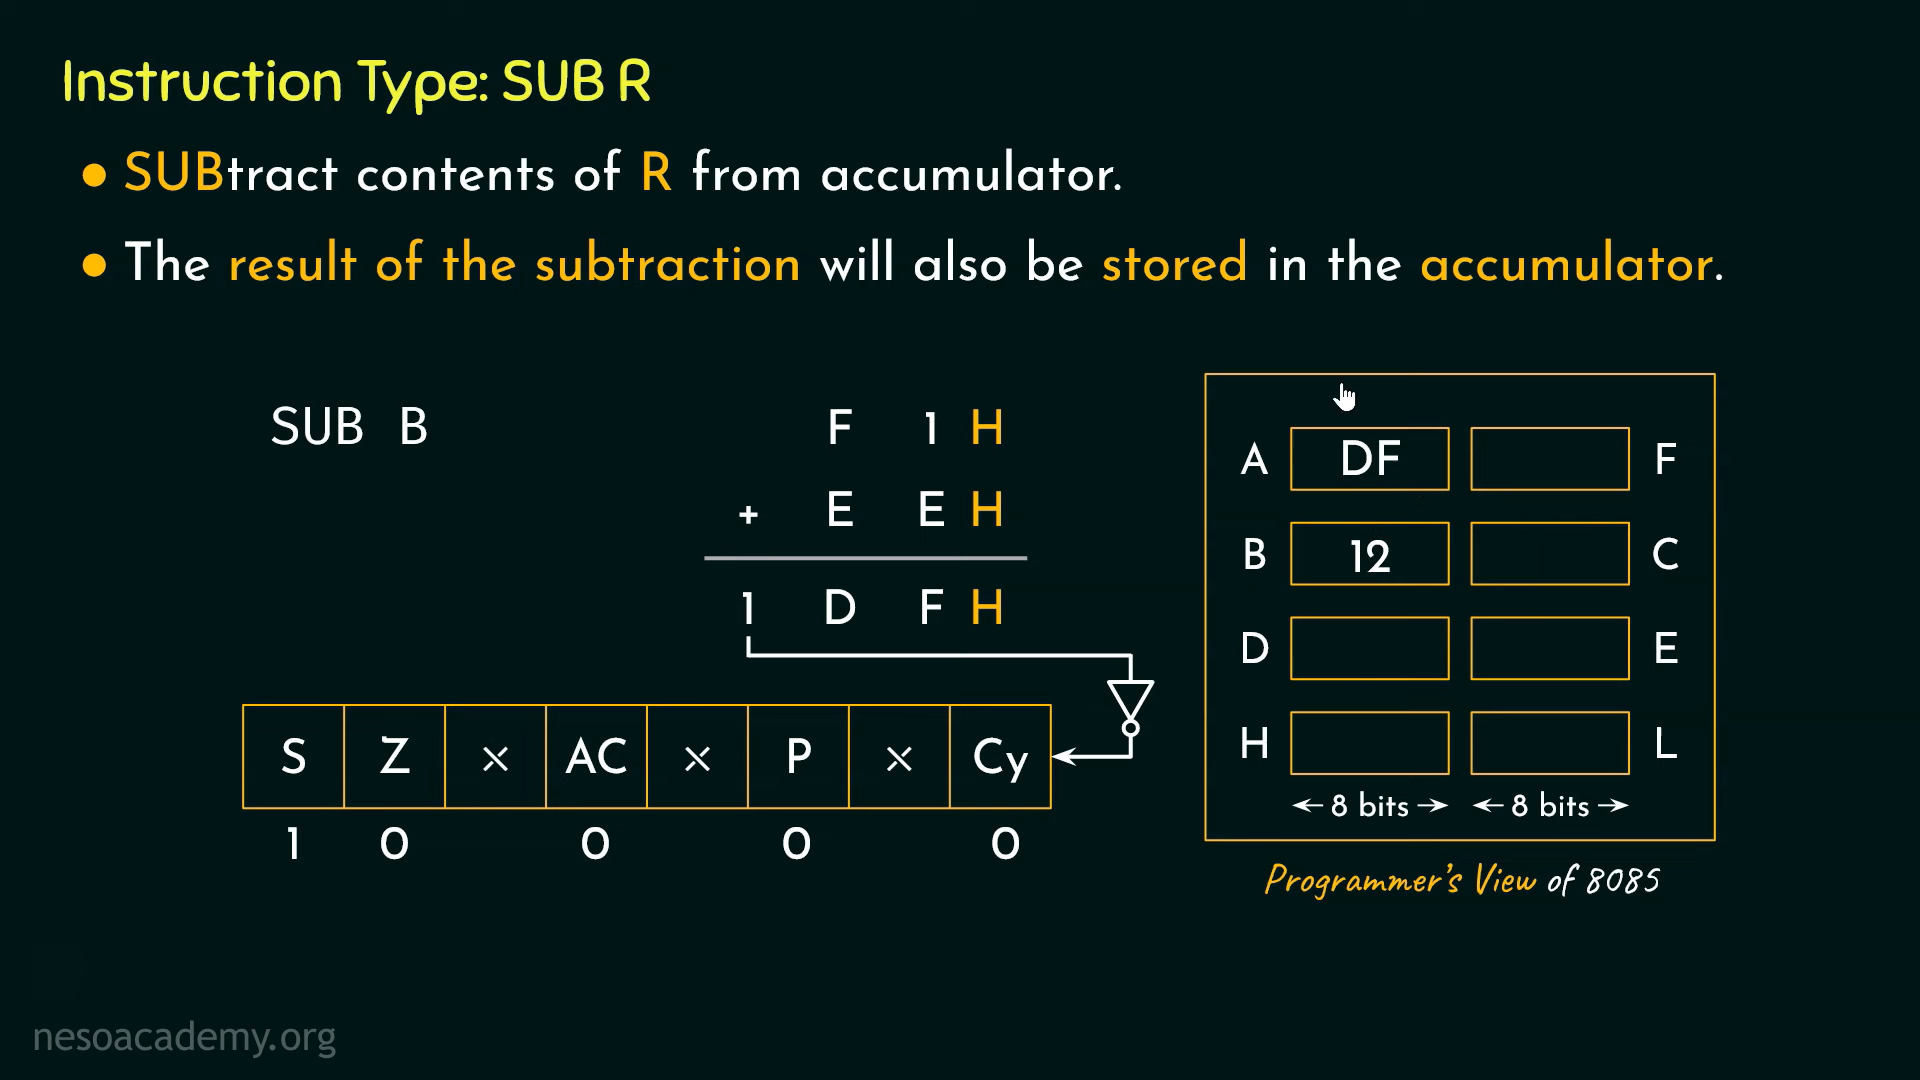 Instruction Type: SUB R
● SUBtract contents of R from accumulator.
● The result of the subtraction will also be stored in the accumulator.
SUB B
F 1 H
+ E E H
1 D F H
S Z × AC × P × Cy
1 0 0 0 0
A DF F
B 12 C
D E
H L
8 bits 8 bits
Programmer's View of 8085
nesoacademy.org